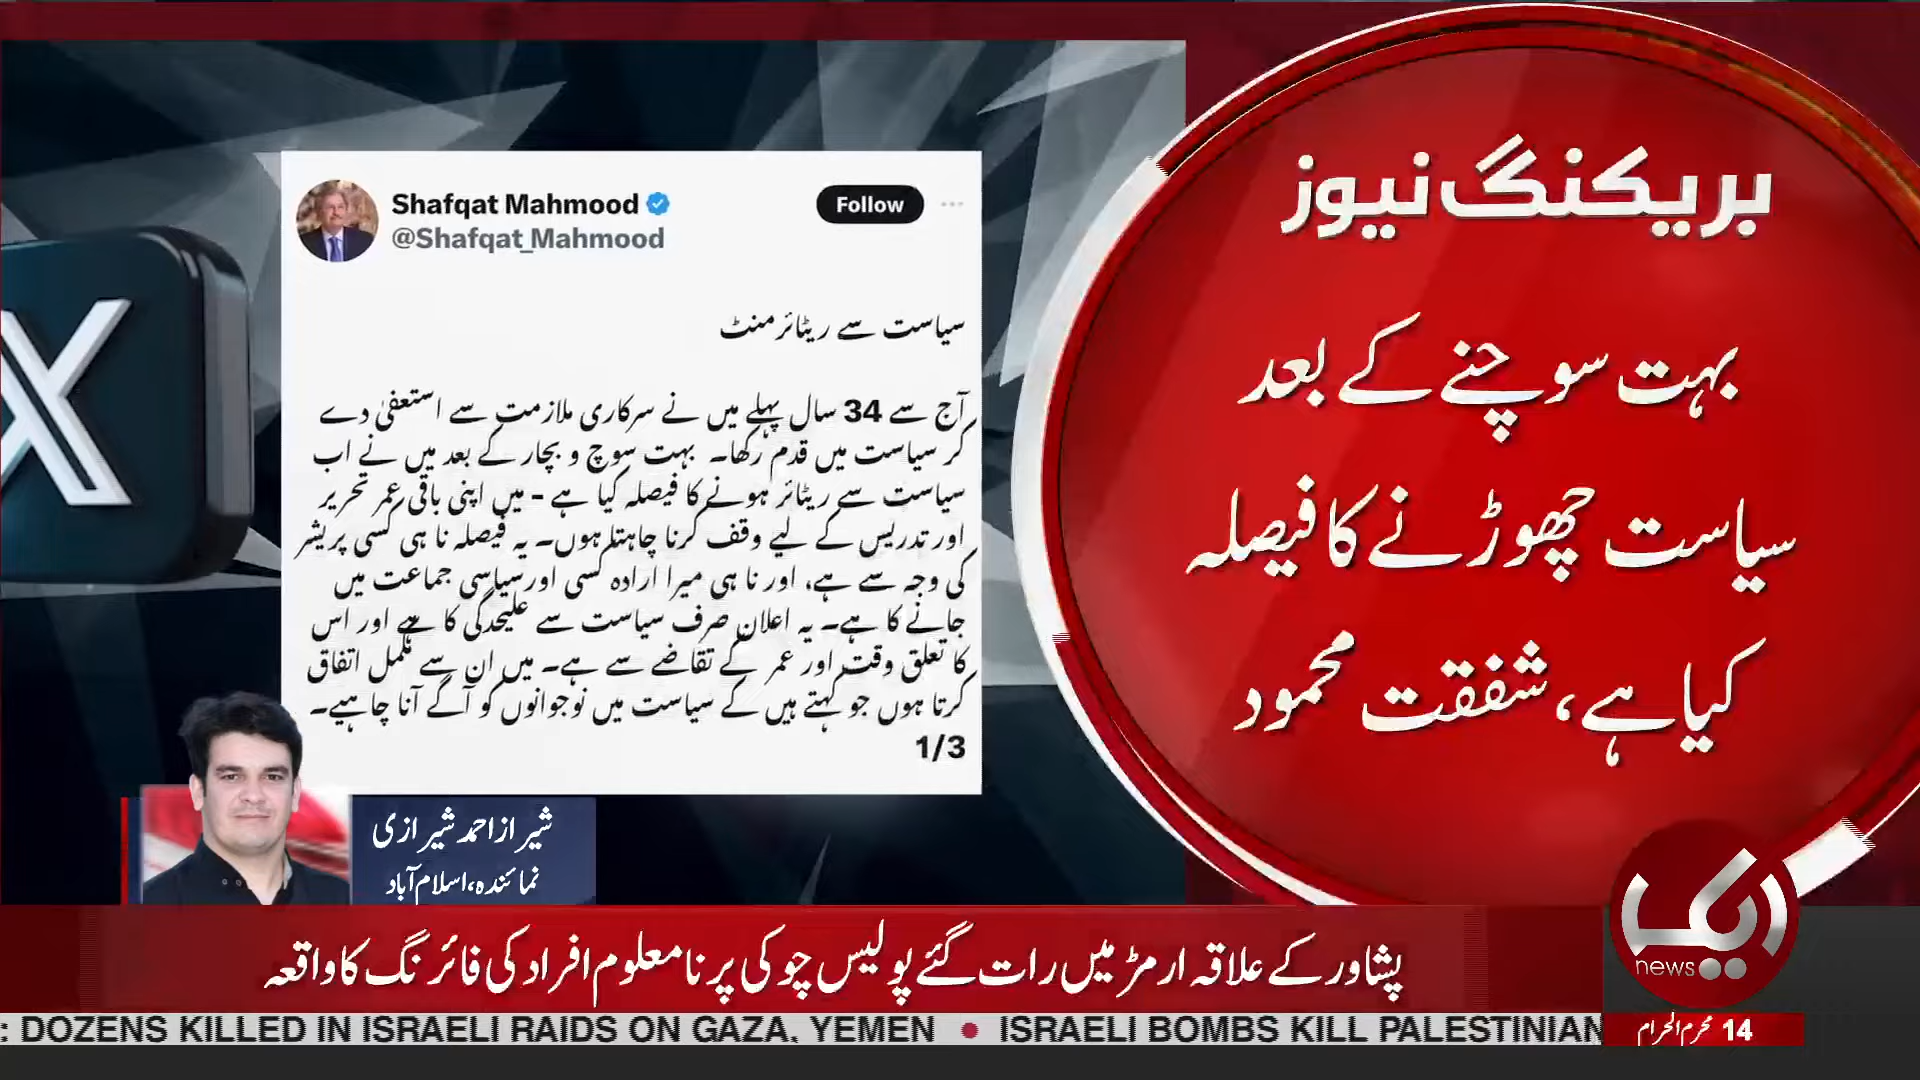 بریکنگ نیوز
بہت سوچنے کے بعد
سیاست چھوڑنے کا فیصلہ
کیا ہے، شفقت محمود
Shafqat Mahmood
@Shafqat_Mahmood
Follow
سیاست سے ریٹائرمنٹ
آج سے 34 سال پہلے میں نے سرکاری ملازمت سے استعفیٰ دے
کر سیاست میں قدم رکھا۔ بہت سوچ و بچار کے بعد میں نے اب
سیاست سے ریٹائر ہونے کا فیصلہ کیا ہے - میں اپنی باقی عمر تحریر
اور تدریس کے لیے وقف کرنا چاہتا ہوں۔ یہ فیصلہ نا ہی کسی پریشر
کی وجہ سے ہے، اور نا ہی میرا ارادہ کسی اور سیاسی جماعت میں
جانے کا ہے۔ یہ اعلان صرف سیاست سے علیحدگی کا ہے اور اس
کا تعلق وقت اور عمر کے تقاضے سے ہے۔ میں ان سے مکمل اتفاق
کرتا ہوں جو کہتے ہیں کے سیاست میں نوجوانوں کو آگے آنا چاہیے۔
1/3
X
شیراز احمد شیرازی
نمائندہ، اسلام آباد
پشاور کے علاقہ ارمڑ میں رات گئے پولیس چوکی پر نامعلوم افراد کی فائرنگ کا واقعہ
ایک
news
: DOZENS KILLED IN ISRAELI RAIDS ON GAZA, YEMEN • ISRAELI BOMBS KILL PALESTINIAN
14 محرم الحرام